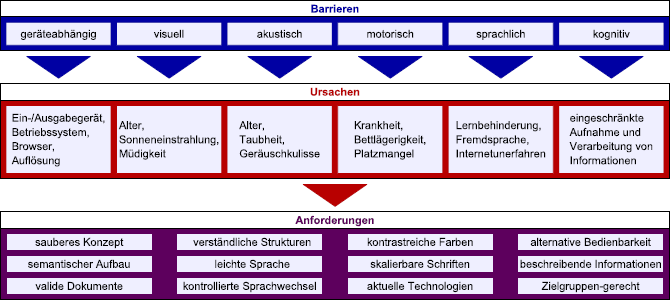 Barrieren
geräteabhängig
visuell
akustisch
motorisch
sprachlich
kognitiv
Ursachen
Ein-/Ausgabegerät,
Betriebssystem,
Browser,
Auflösung
Alter,
Sonneneinstrahlung,
Müdigkeit
Alter,
Taubheit,
Geräuschkulisse
Krankheit,
Bettlägerigkeit,
Platzmangel
Lernbehinderung,
Fremdsprache,
Internetunerfahren
eingeschränkte
Aufnahme und
Verarbeitung von
Informationen
Anforderungen
sauberes Konzept
verständliche Strukturen
kontrastreiche Farben
alternative Bedienbarkeit
semantischer Aufbau
leichte Sprache
skalierbare Schriften
beschreibende Informationen
valide Dokumente
kontrollierte Sprachwechsel
aktuelle Technologien
Zielgruppen-gerecht